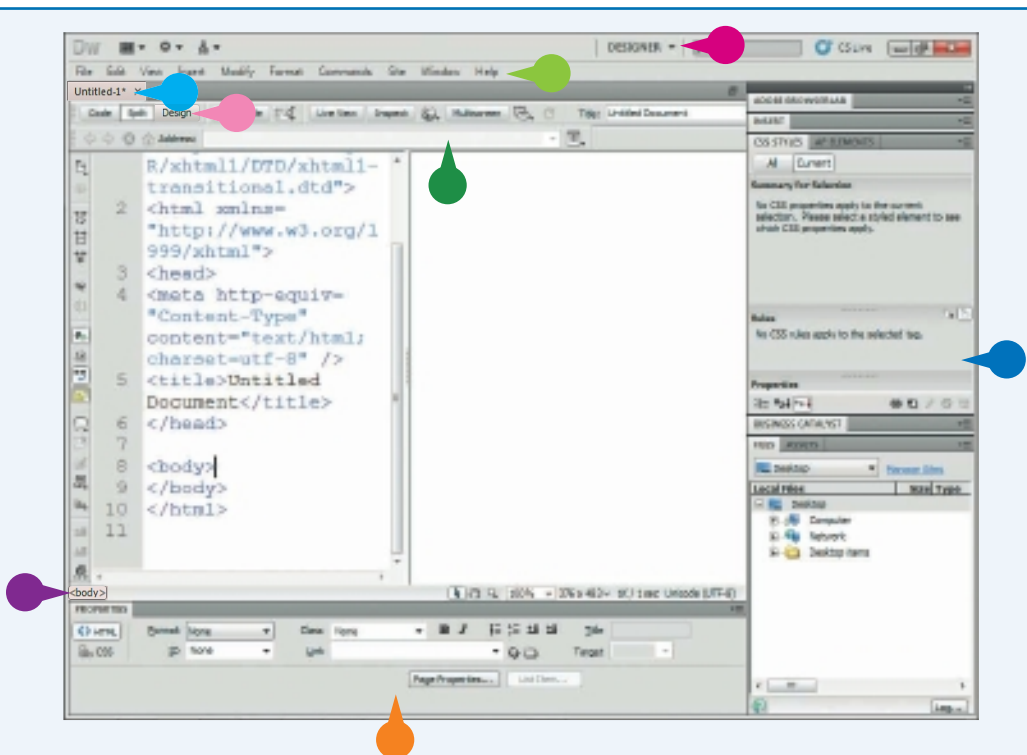 Dw DESIGNER CS Live
File Edit View Insert Modify Format Commands Site Window Help
Untitled-1*
Code Split Design Live View Inspect Multiscreen Title: Untitled Document
Address:
R/xhtml1/DTD/xhtml1-
transitional.dtd">
2 <html xmlns=
"http://www.w3.org/1
999/xhtml">
3 <head>
4 <meta http-equiv=
"Content-Type"
content="text/html;
charset=utf-8" />
5 <title>Untitled
Document</title>
6 </head>
7
8 <body>
9 </body>
10 </html>
11
<body> 100% 1K / 1 sec Unicode (UTF-8)
PROPERTIES
HTML Format None Class None B I Title
CSS ID None Link Target
Page Properties... List Item...
ADOBE BROWSERLAB
INSERT
CSS STYLES AP ELEMENTS
All Current
Summary for Selection
No CSS properties apply to the current
selection. Please select a styled element to see
which CSS properties apply.
Rules
No CSS rules apply to the selected tag.
Properties
BUSINESS CATALYST
FILES ASSETS
Desktop Manage Sites
Local Files Size Type
Desktop
Computer
Network
Desktop items
Log...